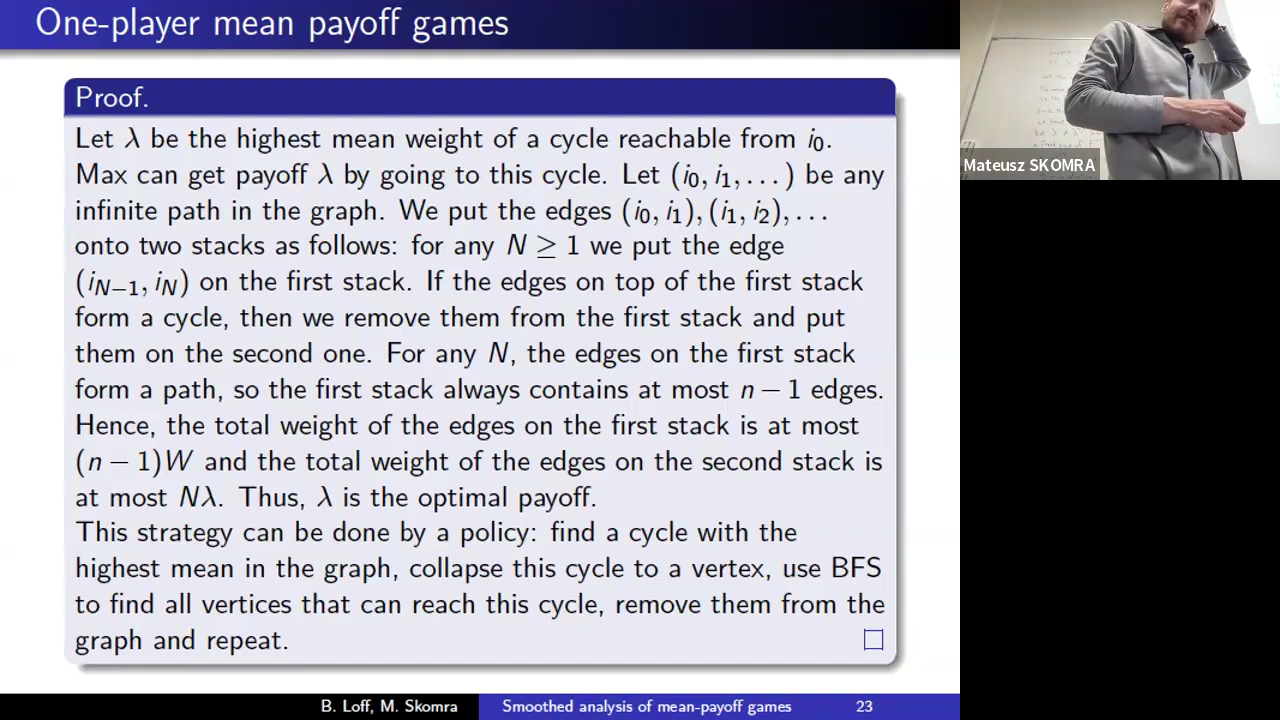 One-player mean payoff games
Proof.
Let λ be the highest mean weight of a cycle reachable from i₀.
Max can get payoff λ by going to this cycle. Let (i₀, i₁, . . . ) be any
infinite path in the graph. We put the edges (i₀, i₁), (i₁, i₂), . . .
onto two stacks as follows: for any N ≥ 1 we put the edge
(i_{N−1}, i_N) on the first stack. If the edges on top of the first stack
form a cycle, then we remove them from the first stack and put
them on the second one. For any N, the edges on the first stack
form a path, so the first stack always contains at most n − 1 edges.
Hence, the total weight of the edges on the first stack is at most
(n − 1)W and the total weight of the edges on the second stack is
at most Nλ. Thus, λ is the optimal payoff.
This strategy can be done by a policy: find a cycle with the
highest mean in the graph, collapse this cycle to a vertex, use BFS
to find all vertices that can reach this cycle, remove them from the
graph and repeat. □
B. Loff, M. Skomra Smoothed analysis of mean-payoff games 23
Mateusz SKOMRA